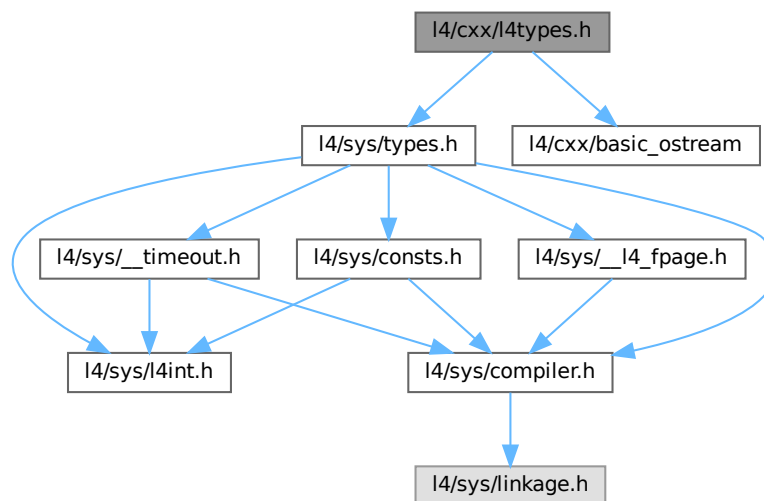 l4/cxx/l4types.h
l4/sys/types.h
l4/cxx/basic_ostream
l4/sys/__timeout.h
l4/sys/consts.h
l4/sys/__l4_fpage.h
l4/sys/l4int.h
l4/sys/compiler.h
l4/sys/linkage.h